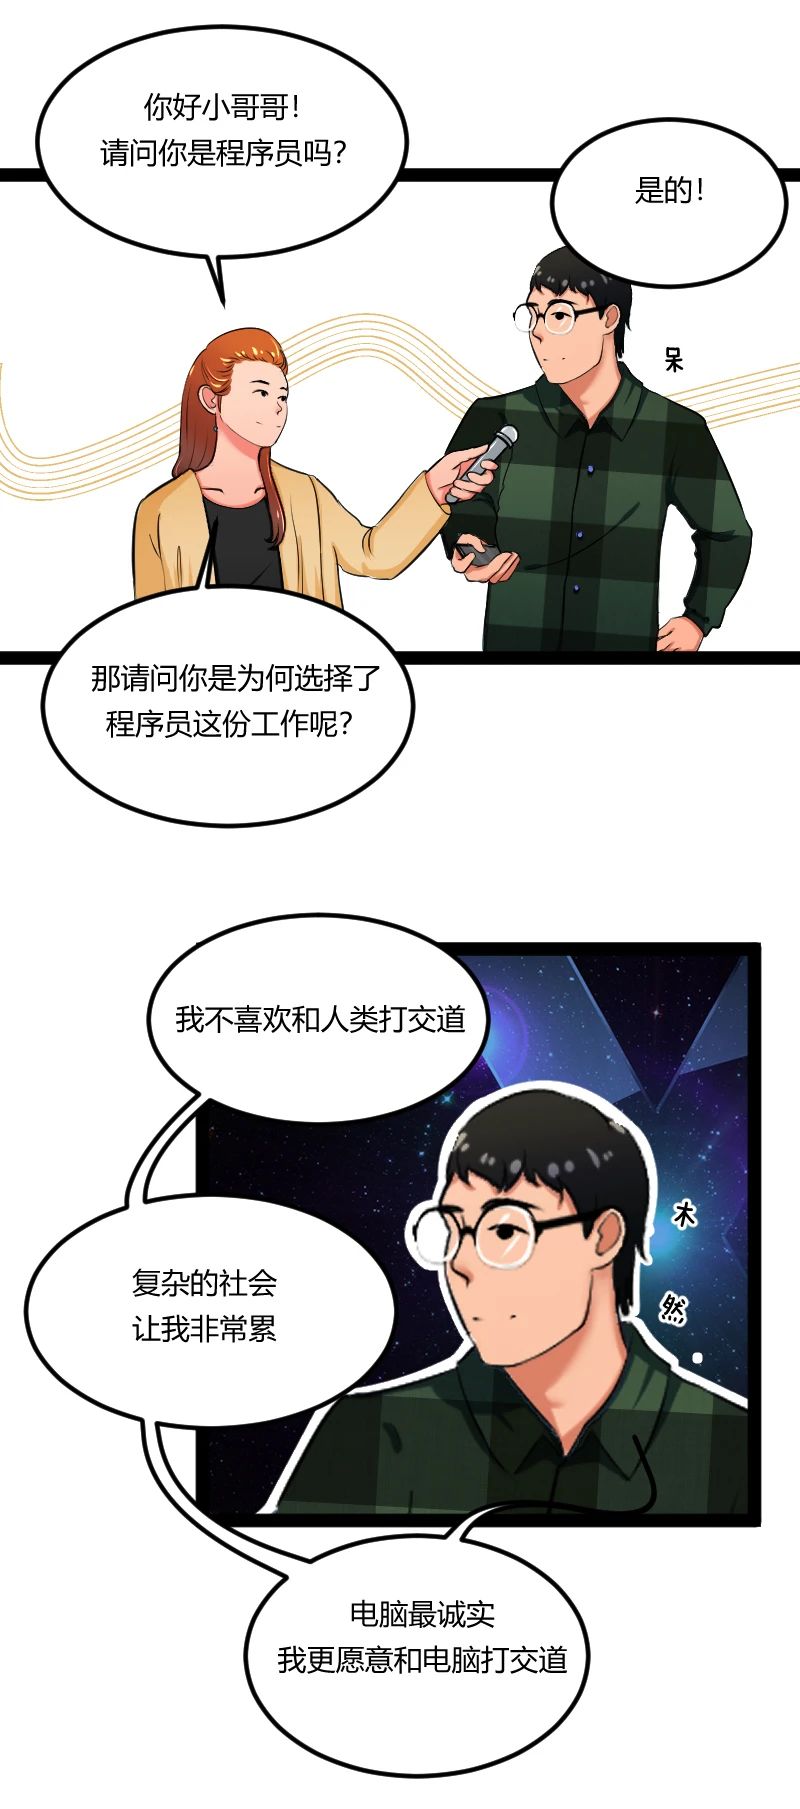 你好小哥哥!
请问你是程序员吗?
是的!
呆
那请问你是为何选择了
程序员这份工作呢?
我不喜欢和人类打交道
复杂的社会
让我非常累
木
然
电脑最诚实
我更愿意和电脑打交道